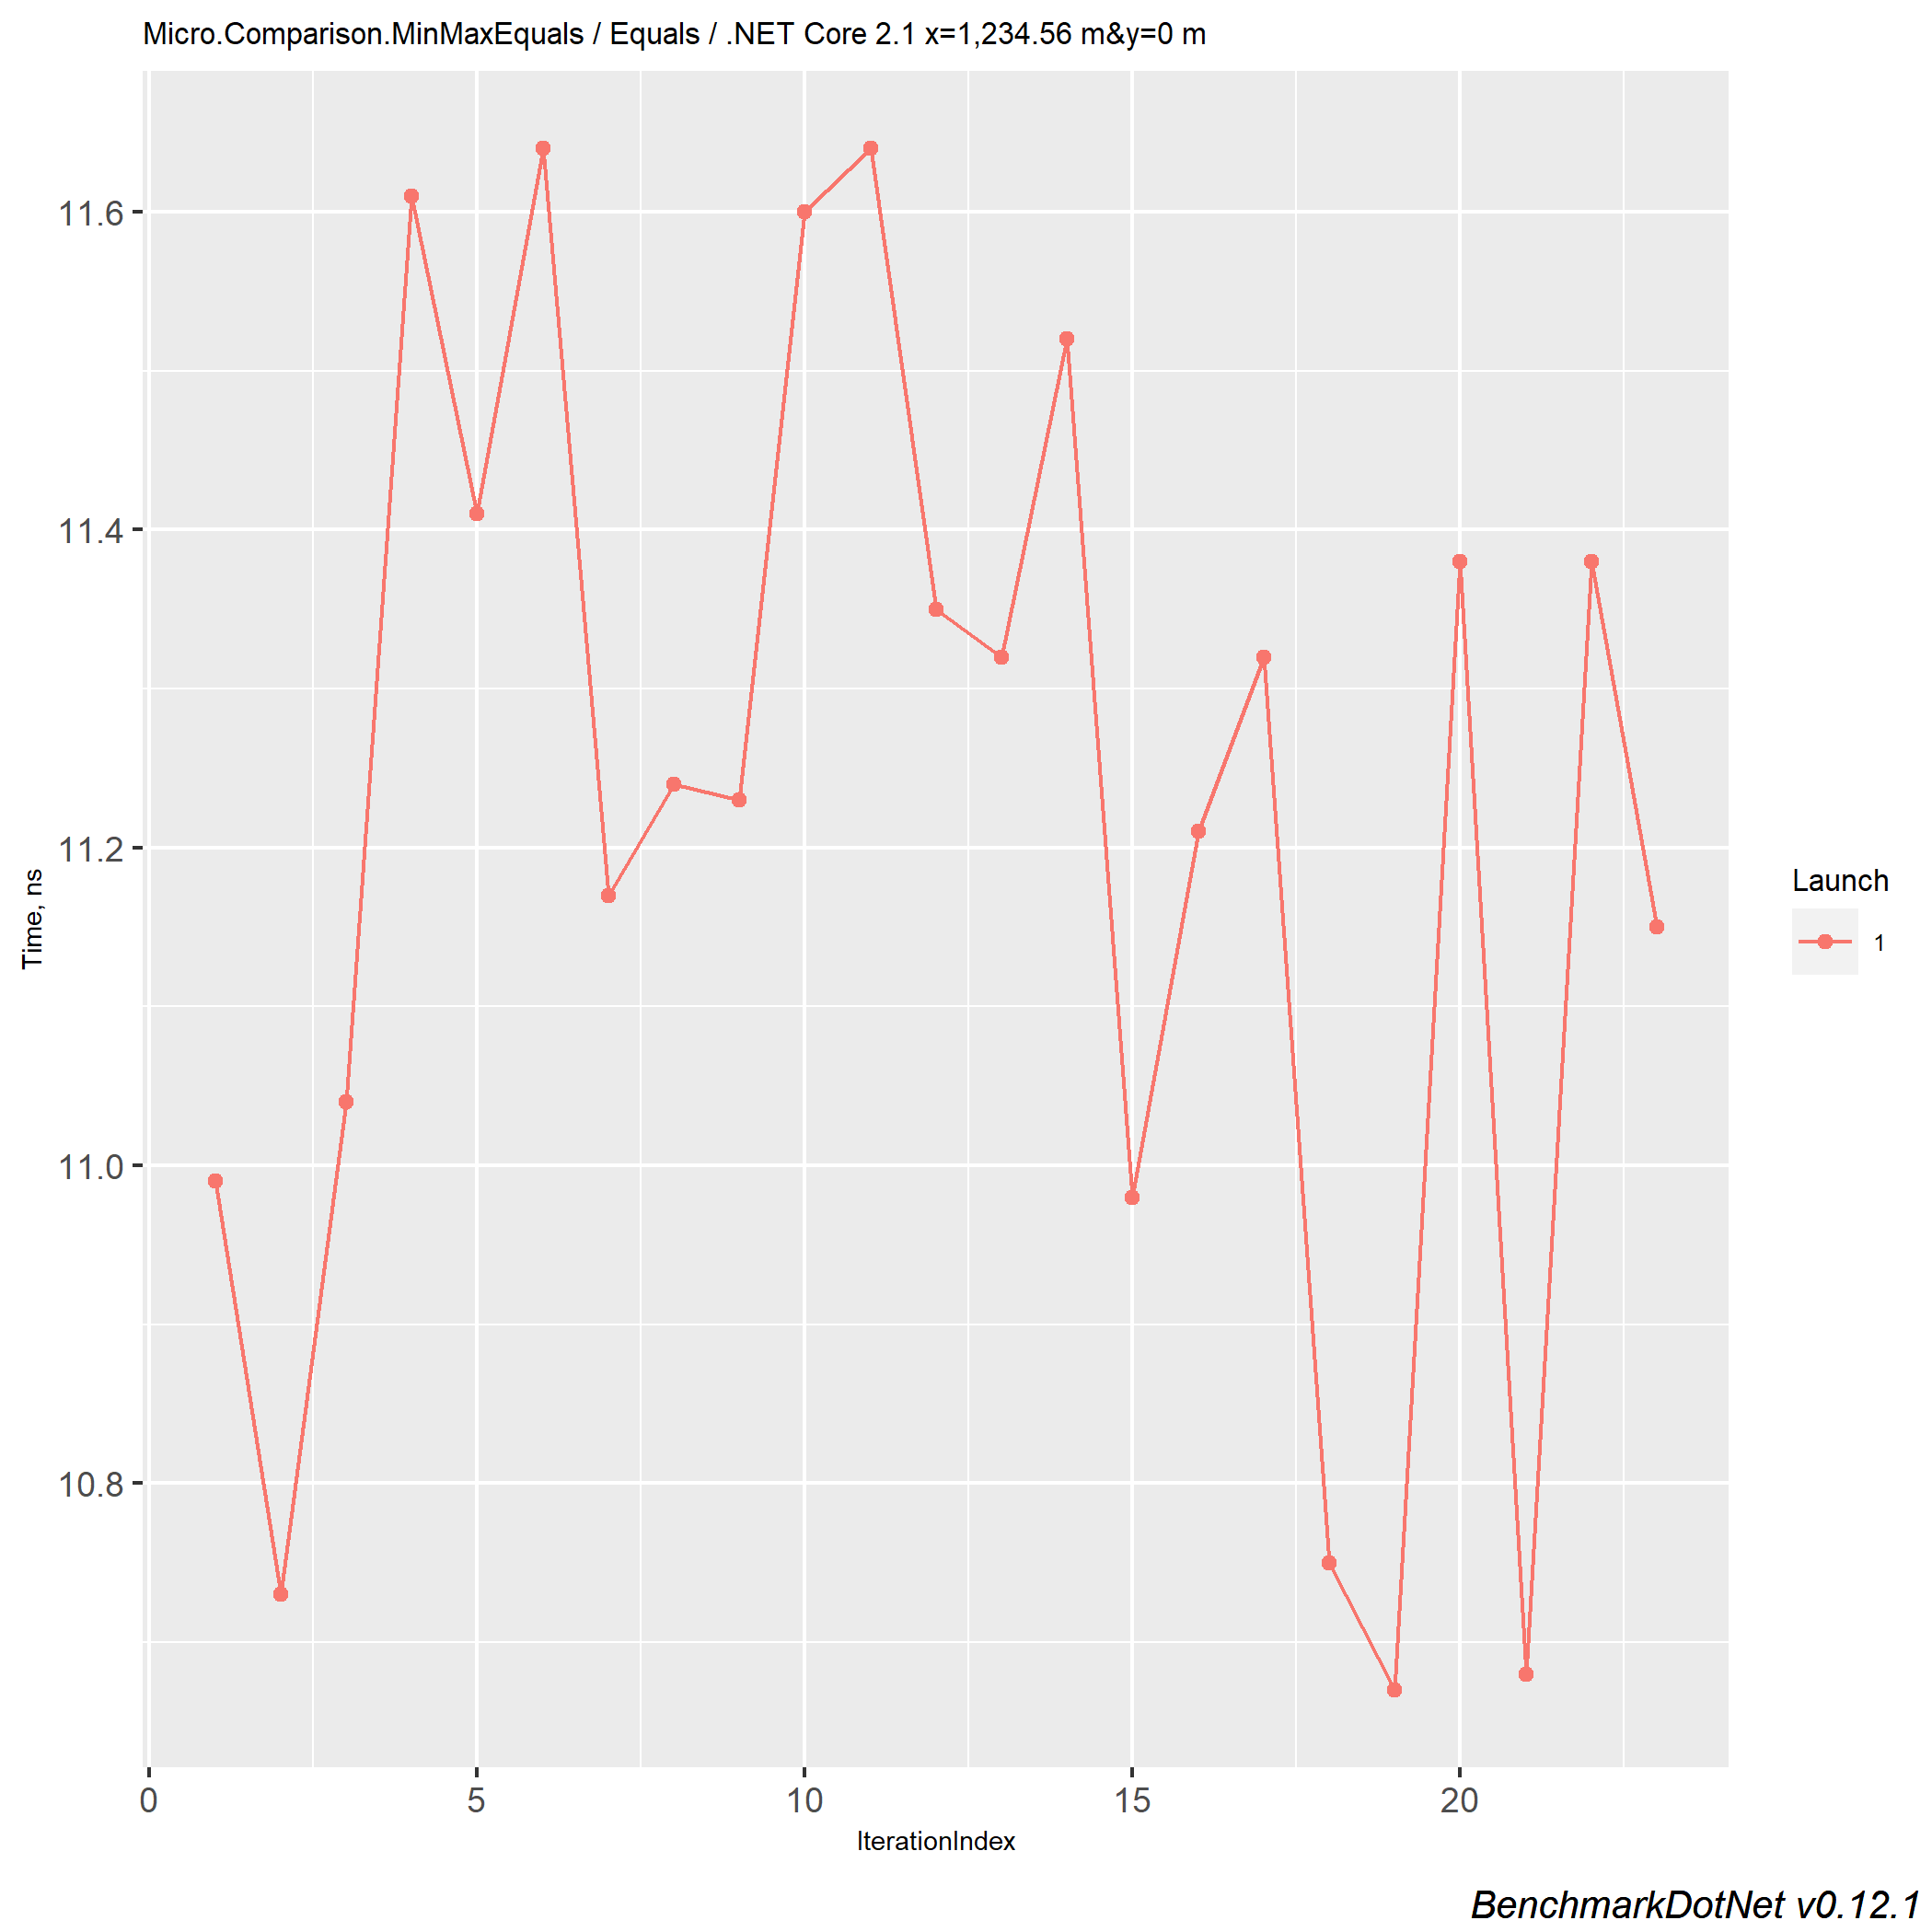 Micro.Comparison.MinMaxEquals / Equals / .NET Core 2.1 x=1,234.56 m&y=0 m
11.6
11.4
11.2
11.0
10.8
Time, ns
0 5 10 15 20
IterationIndex
Launch
1
BenchmarkDotNet v0.12.1